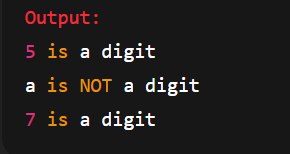 Output:
5 is a digit
a is NOT a digit
7 is a digit